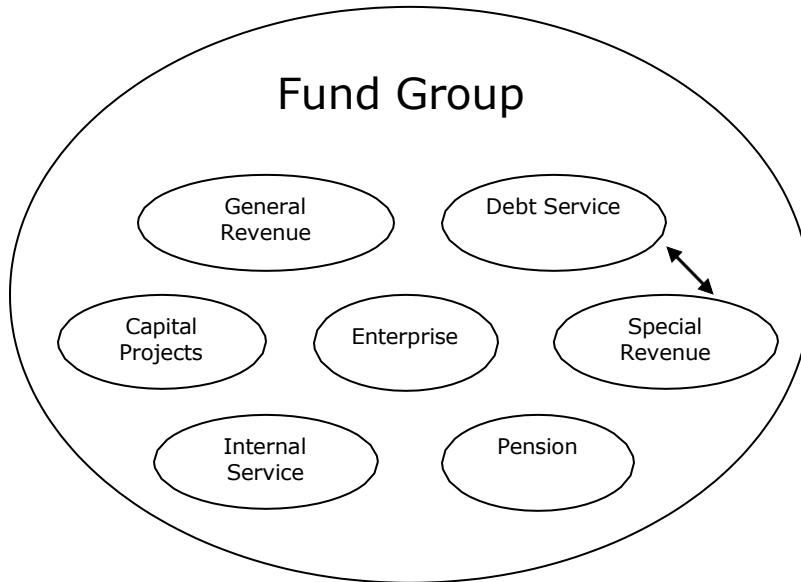 Fund Group
General
Revenue
Debt Service
Capital
Projects
Enterprise
Special
Revenue
Internal
Service
Pension